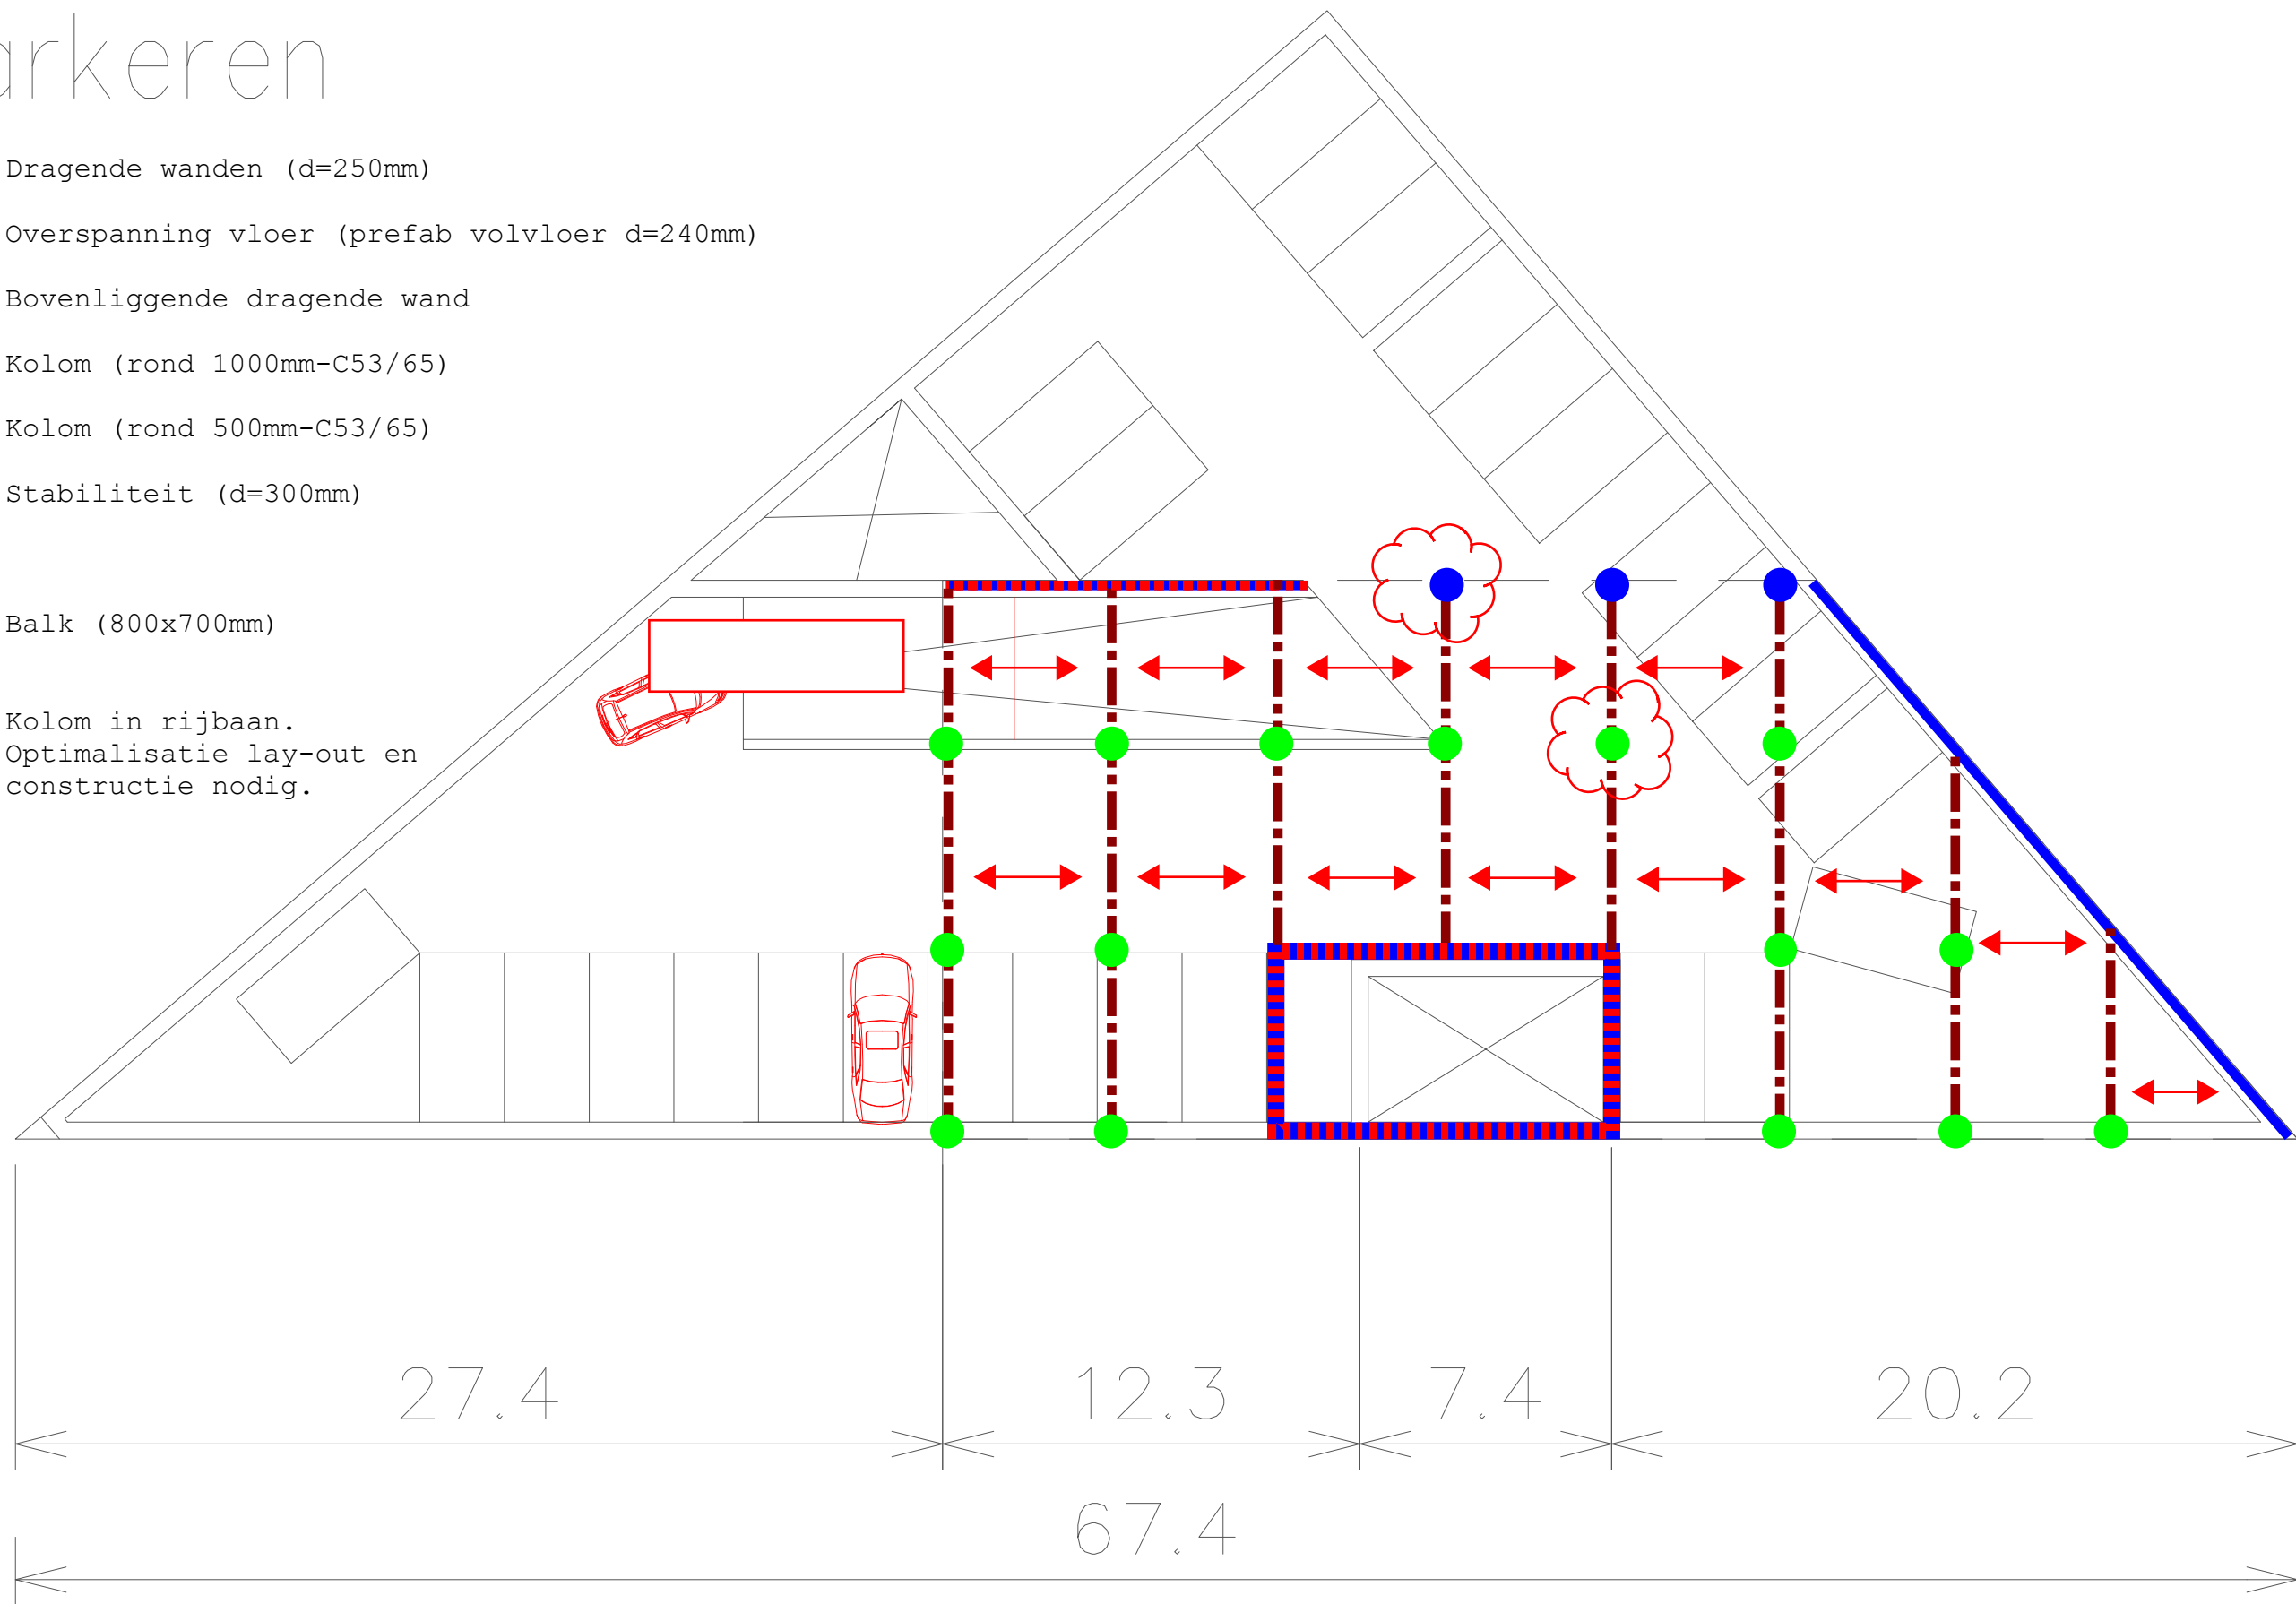 arkeren
Dragende wanden (d=250mm)
Overspanning vloer (prefab volvloer d=240mm)
Bovenliggende dragende wand
Kolom (rond 1000mm-C53/65)
Kolom (rond 500mm-C53/65)
Stabiliteit (d=300mm)
Balk (800x700mm)
Kolom in rijbaan.
Optimalisatie lay-out en
constructie nodig.
27.4
12.3
7.4
20.2
67.4